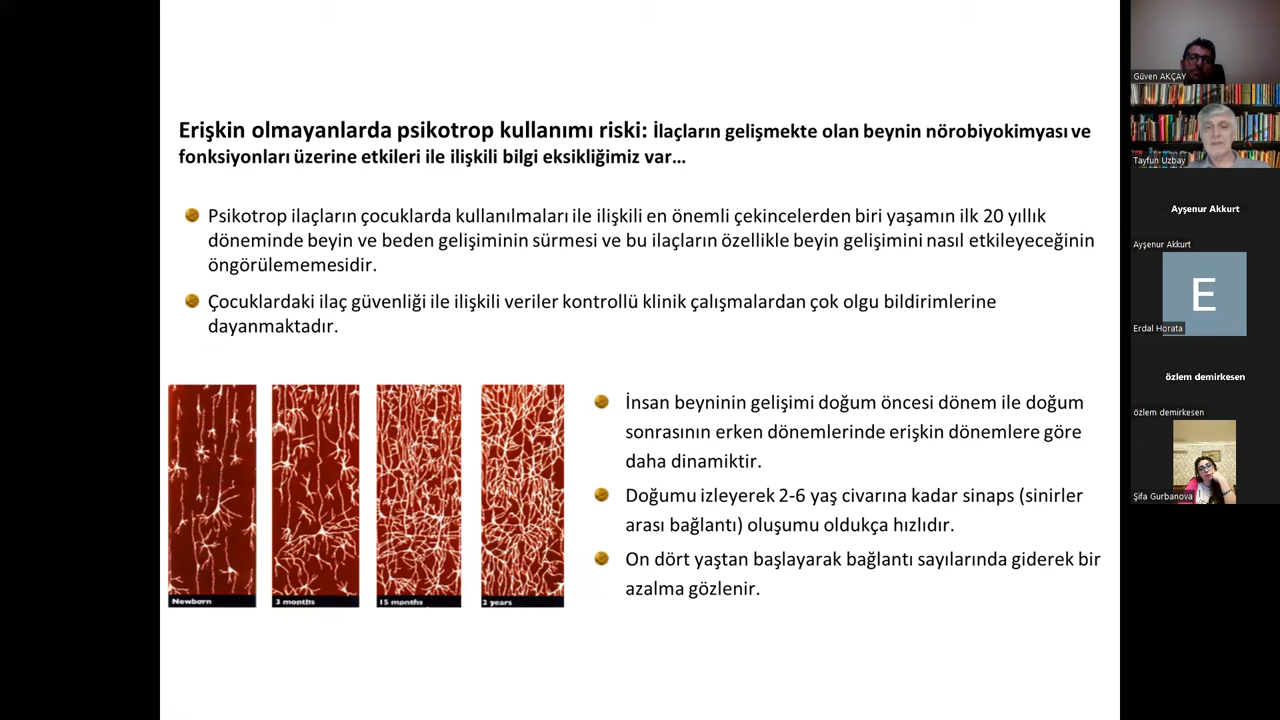 Erişkin olmayanlarda psikotrop kullanımı riski: İlaçların gelişmekte olan beynin nörobiyokimyası ve
fonksiyonları üzerine etkileri ile ilişkili bilgi eksikliğimiz var...
Psikotrop ilaçların çocuklarda kullanılmaları ile ilişkili en önemli çekincelerden biri yaşamın ilk 20 yıllık
döneminde beyin ve beden gelişiminin sürmesi ve bu ilaçların özellikle beyin gelişimini nasıl etkileyeceğinin
öngörülememesidir.
Çocuklardaki ilaç güvenliği ile ilişkili veriler kontrollü klinik çalışmalardan çok olgu bildirimlerine
dayanmaktadır.
Newborn
3 months
15 months
2 years
İnsan beyninin gelişimi doğum öncesi dönem ile doğum
sonrasının erken dönemlerinde erişkin dönemlere göre
daha dinamiktir.
Doğumu izleyerek 2-6 yaş civarına kadar sinaps (sinirler
arası bağlantı) oluşumu oldukça hızlıdır.
On dört yaştan başlayarak bağlantı sayılarında giderek bir
azalma gözlenir.
Güven AKÇAY
Tayfun Uzbay
Ayşenur Akkurt
Ayşenur Akkurt
E
Erdal Horata
özlem demirkesen
özlem demirkesen
Şifa Gurbanova